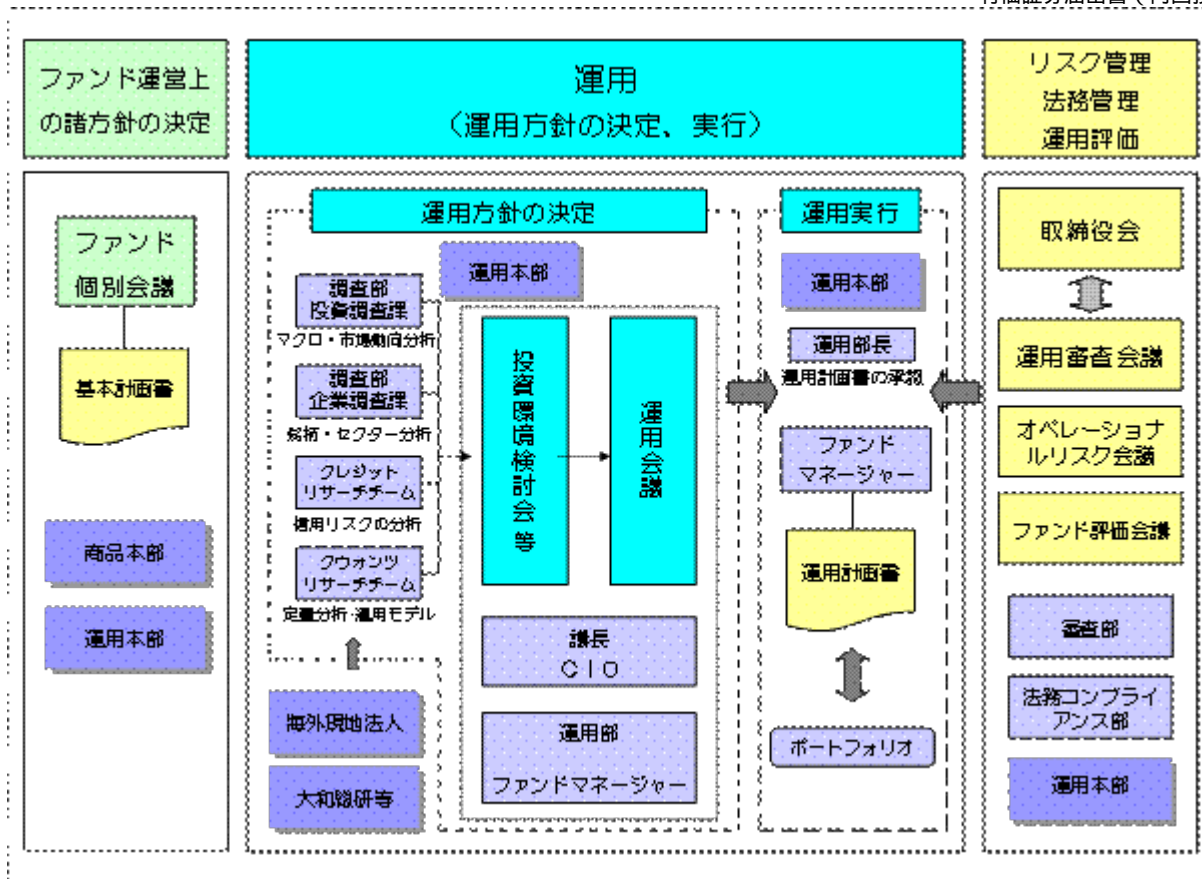 ファンド運営上
の諸方針の決定
運用
(運用方針の決定、実行)
リスク管理
法務管理
運用評価
ファンド
個別会議
基本計画書
商品本部
運用本部
運用方針の決定
運用本部
調査部
投資調査課
マクロ・市場動向分析
調査部
企業調査課
銘柄・セクター分析
クレジット
リサーチチーム
信用リスクの分析
クウォンツ
リサーチチーム
定量分析・運用モデル
海外現地法人
大和総研等
投資環境検討会等
運用会議
議長
CIO
運用部
ファンドマネージャー
運用実行
運用本部
運用部長
運用計画書の承認
ファンド
マネージャー
運用計画書
ポートフォリオ
取締役会
運用審査会議
オペレーショナ
ルリスク会議
ファンド評価会議
審査部
法務コンプライ
アンス部
運用本部